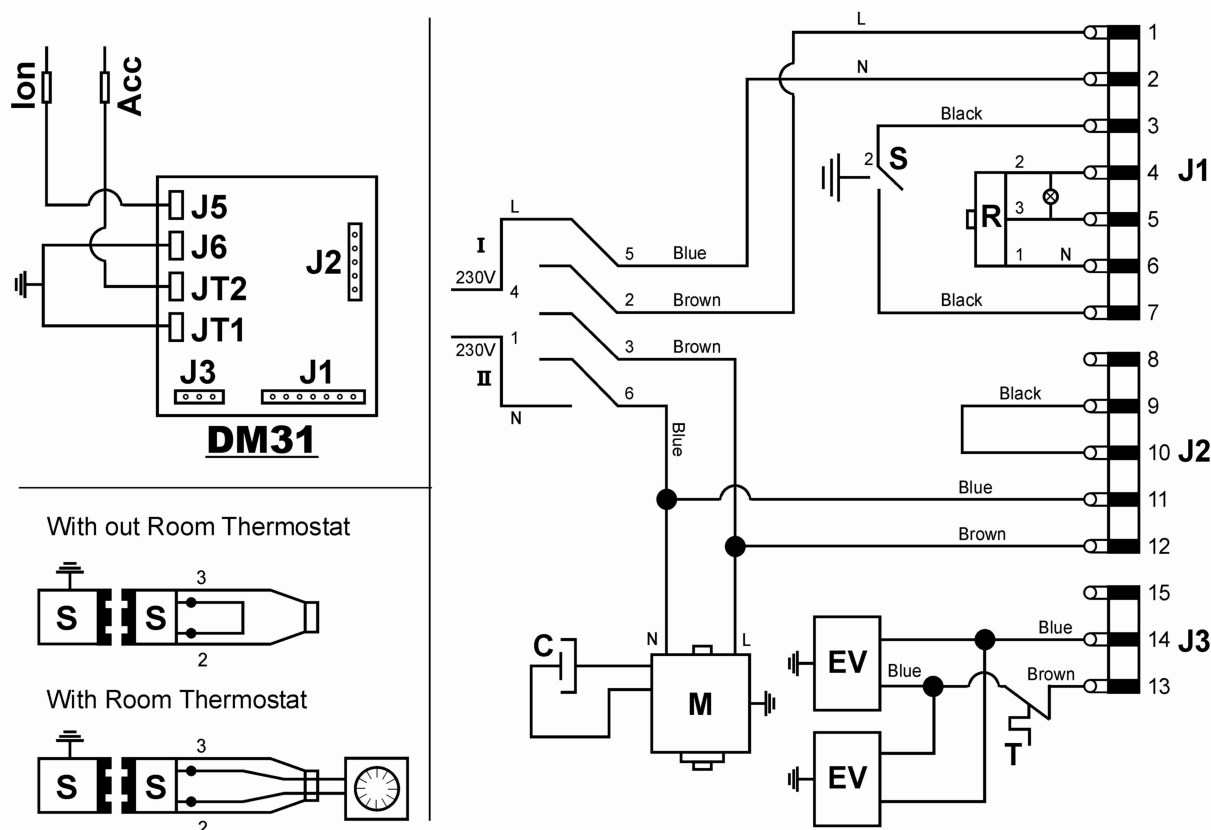 Ion
Acc
J5
J6
JT2
JT1
J2
J3
J1
DM31
With out Room Thermostat
3
S
S
2
With Room Thermostat
3
S
S
2
L
1
N
2
Black
3
2
S
2
4
J1
R
3
5
1
N
6
Black
7
L
I
5
Blue
230V
4
2
Brown
1
230V
3
Brown
II
6
N
Blue
8
Black
9
10
J2
Blue
11
Brown
12
15
Blue
14
J3
Brown
13
C
N
L
M
EV
Blue
T
EV